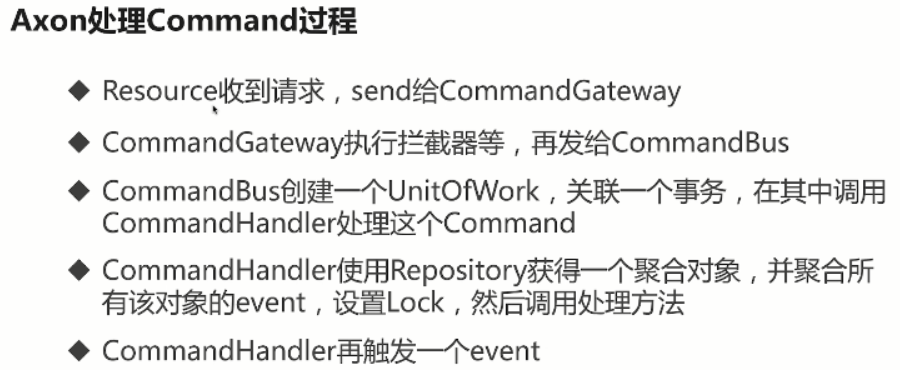 Axon处理Command过程
◆ Resource收到请求，send给CommandGateway
◆ CommandGateway执行拦截器等，再发给CommandBus
◆ CommandBus创建一个UnitOfWork，关联一个事务，在其中调用
CommandHandler处理这个Command
◆ CommandHandler使用Repository获得一个聚合对象，并聚合所
有该对象的event，设置Lock，然后调用处理方法
◆ CommandHandler再触发一个event